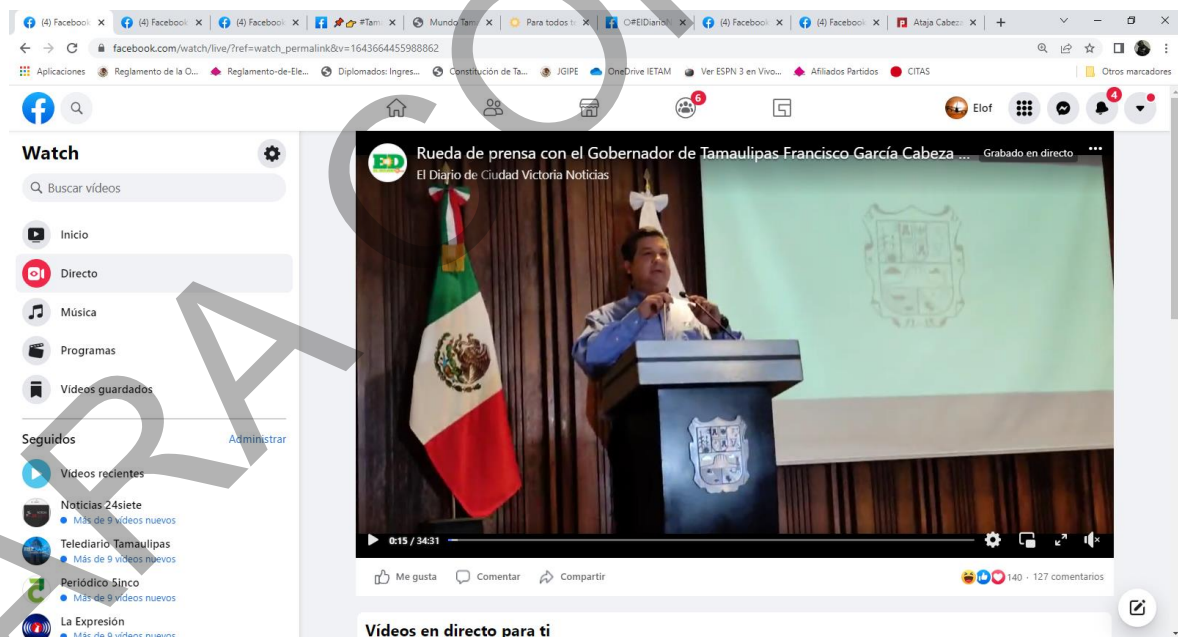 (4) Facebook
(4) Facebook
(4) Facebook
#Tam
Mundo Tam
Para todos t
O#ElDiarioN
(4) Facebook
(4) Facebook
Ataja Cabeza
facebook.com/watch/live/?ref=watch_permalink&v=1643664455988862
Aplicaciones
Reglamento de la O...
Reglamento-de-Ele...
Diplomados: Ingres...
Constitución de Ta...
JGIPE
OneDrive IETAM
Ver ESPN 3 en Vivo...
Afiliados Partidos
CITAS
Otros marcadores
6
Elof
4
Watch
Buscar vídeos
Inicio
Directo
Música
Programas
Vídeos guardados
Seguidos
Administrar
Vídeos recientes
Noticias 24siete
Más de 9 vídeos nuevos
Telediario Tamaulipas
Más de 9 vídeos nuevos
Periódico Sinco
Más de 9 vídeos nuevos
La Expresión
Más de 9 vídeos nuevos
ED
Rueda de prensa con el Gobernador de Tamaulipas Francisco García Cabeza ...
Grabado en directo
El Diario de Ciudad Victoria Noticias
0:15 / 34:31
Me gusta
Comentar
Compartir
140 · 127 comentarios
Vídeos en directo para ti